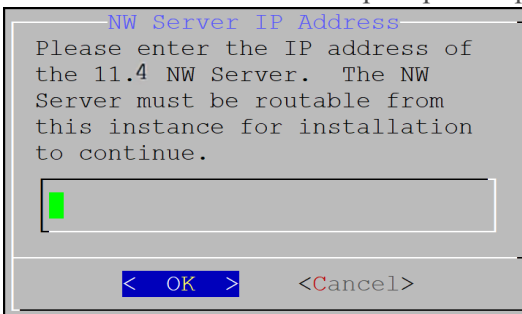 NW Server IP Address
Please enter the IP address of
the 11.4 NW Server.  The NW
Server must be routable from
this instance for installation
to continue.
<  OK  >     <Cancel>